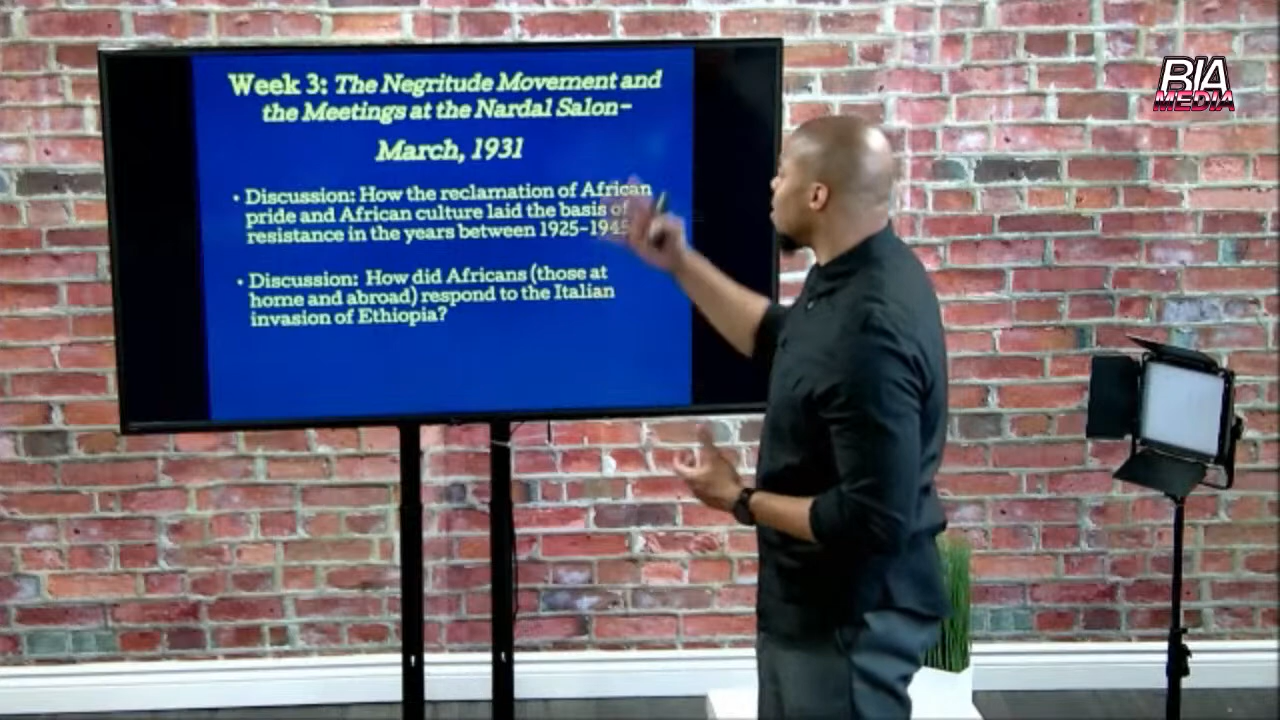 Week 3: The Negritude Movement and
the Meetings at the Nardal Salon–
March, 1931
• Discussion: How the reclamation of African
pride and African culture laid the basis of
resistance in the years between 1925–1945
• Discussion: How did Africans (those at
home and abroad) respond to the Italian
invasion of Ethiopia?
BIA
MEDIA